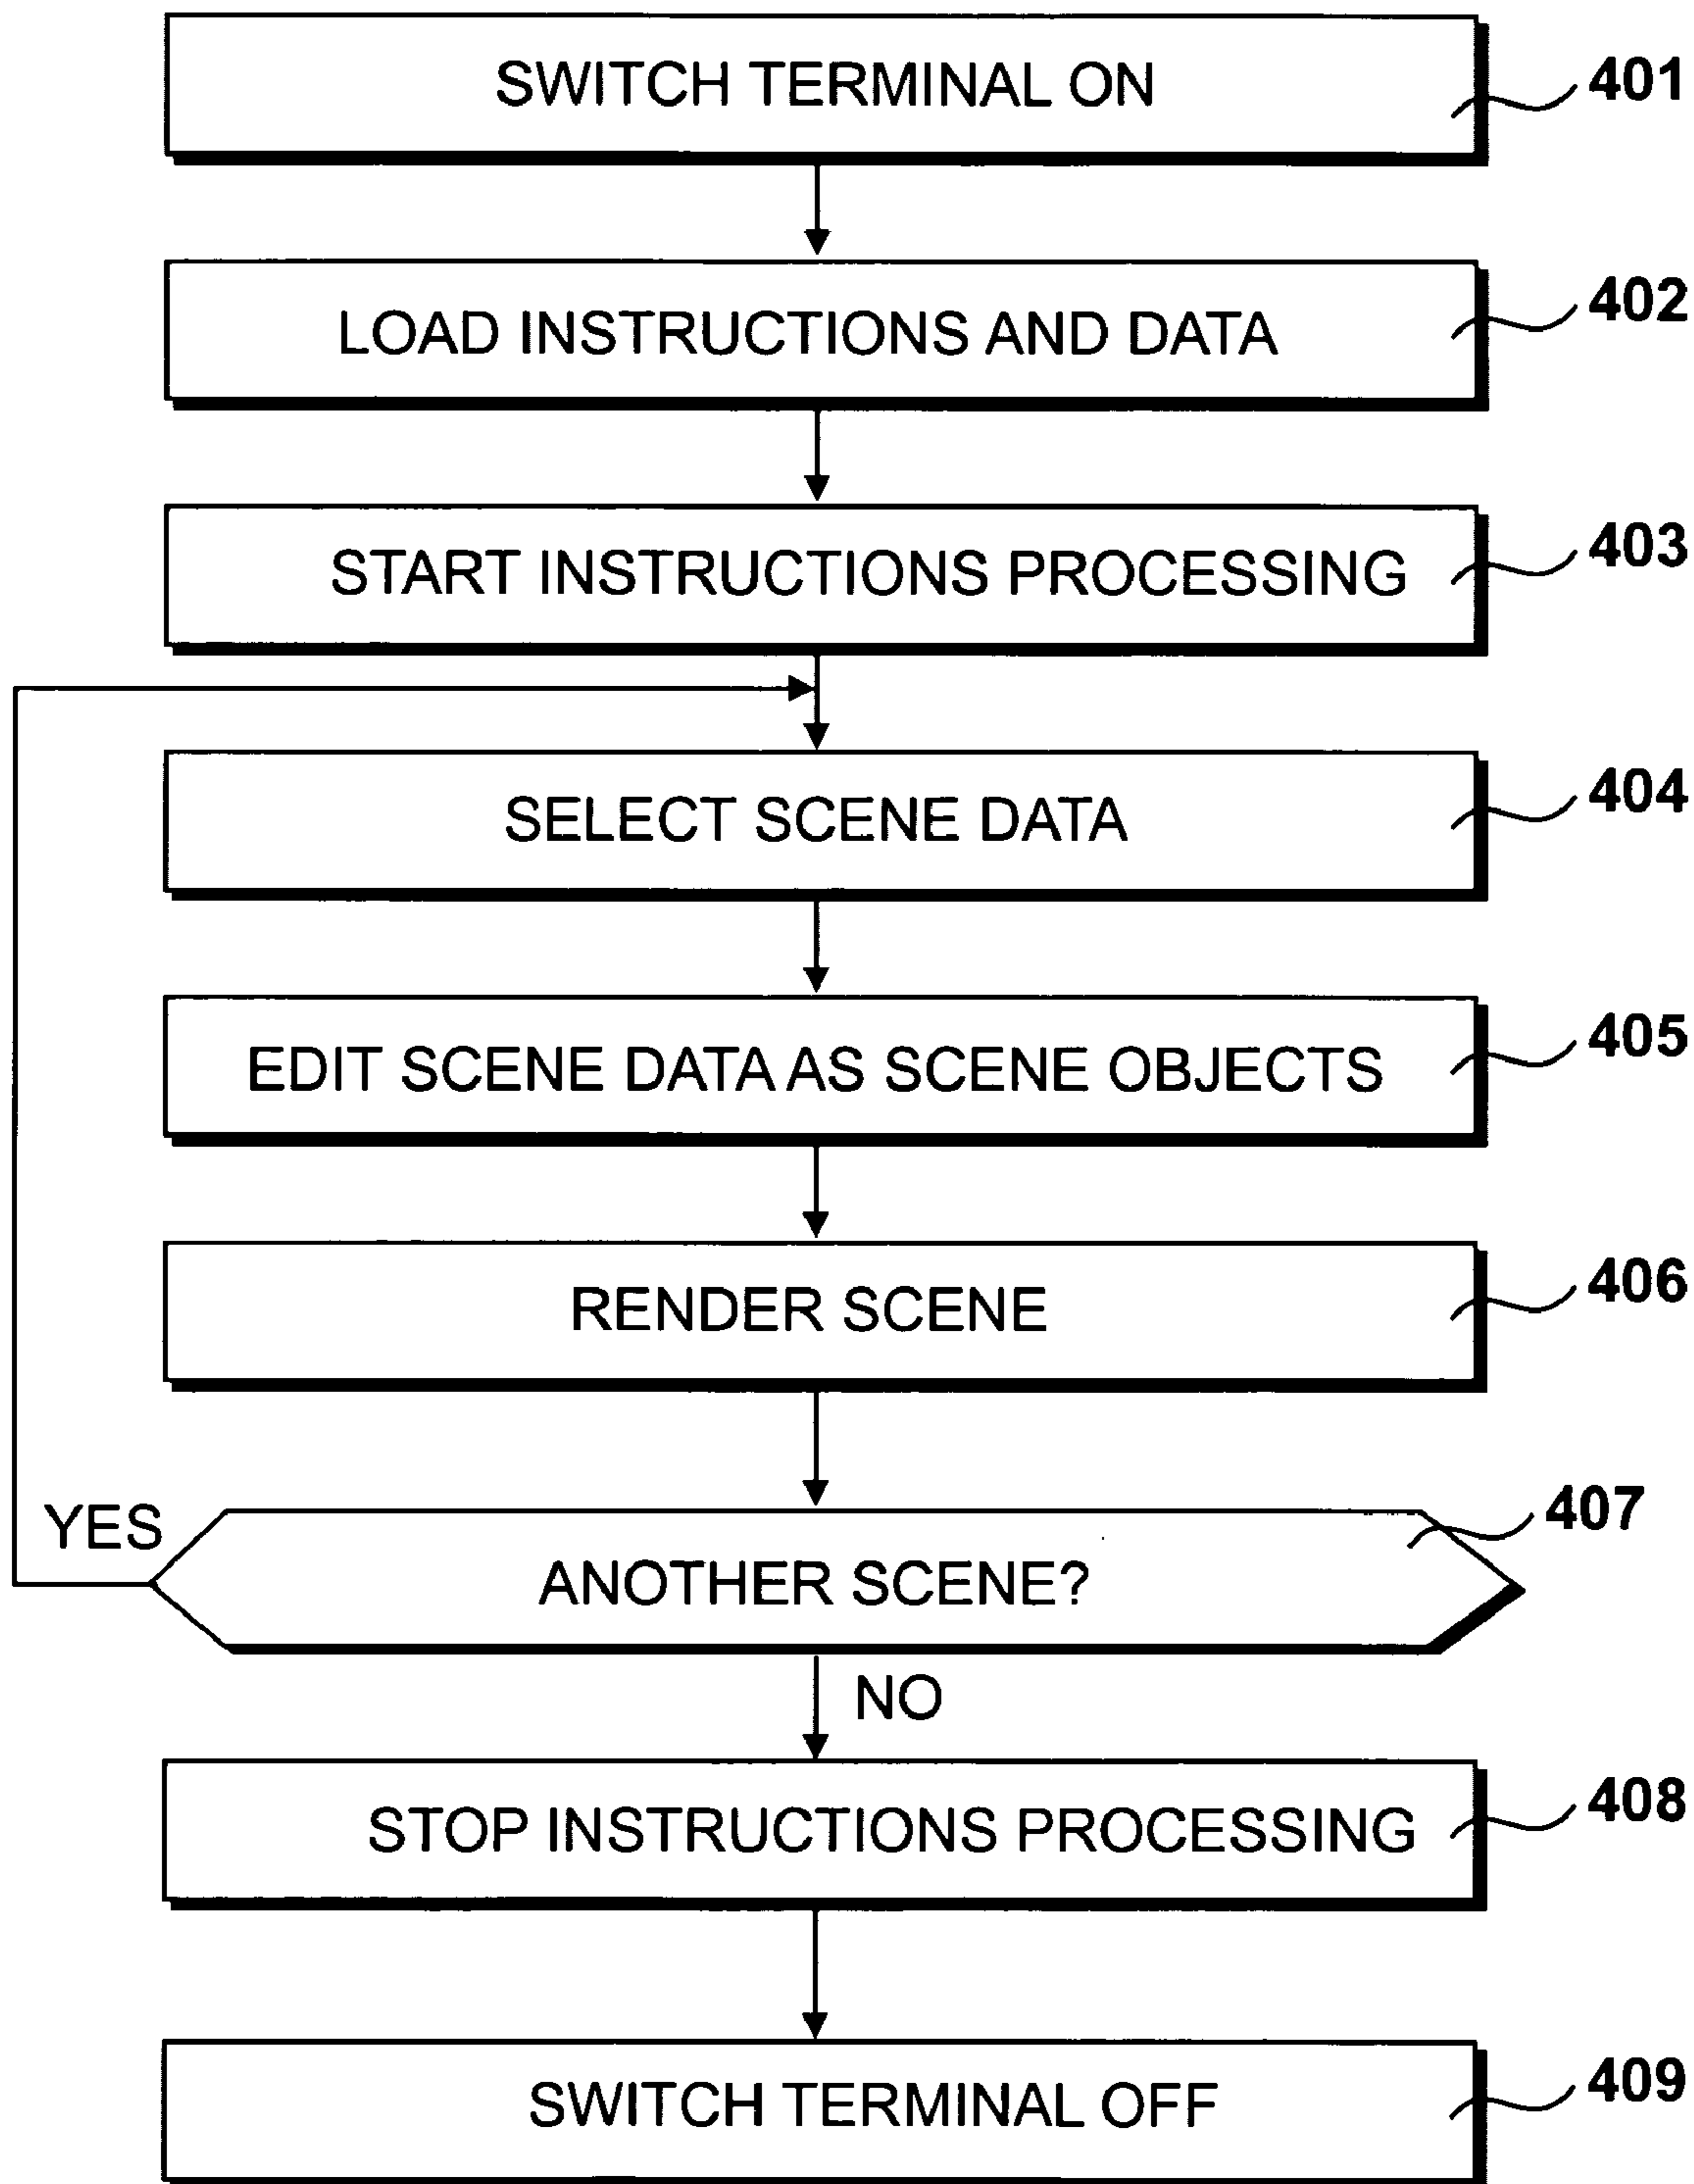 SWITCH TERMINAL ON
401
LOAD INSTRUCTIONS AND DATA
402
START INSTRUCTIONS PROCESSING
403
SELECT SCENE DATA
404
EDIT SCENE DATA AS SCENE OBJECTS
405
RENDER SCENE
406
YES
ANOTHER SCENE?
407
NO
STOP INSTRUCTIONS PROCESSING
408
SWITCH TERMINAL OFF
409